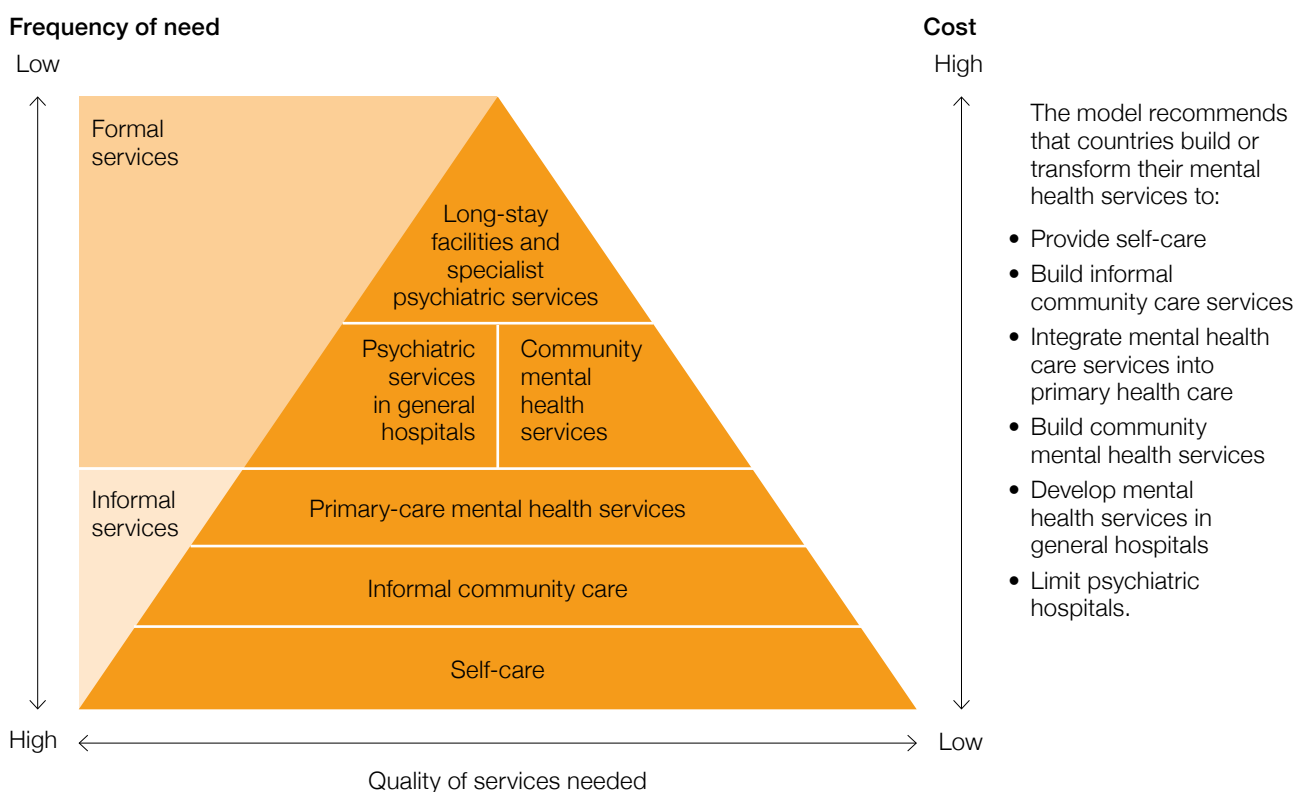 Frequency of need
Low
Cost
High
Formal
services
Long-stay
facilities and
specialist
psychiatric services
Psychiatric
services
in general
hospitals
Community
mental
health
services
Informal
services
Primary-care mental health services
Informal community care
Self-care
High
Low
Quality of services needed
The model recommends
that countries build or
transform their mental
health services to:
• Provide self-care
• Build informal
community care services
• Integrate mental health
care services into
primary health care
• Build community
mental health services
• Develop mental
health services in
general hospitals
• Limit psychiatric
hospitals.